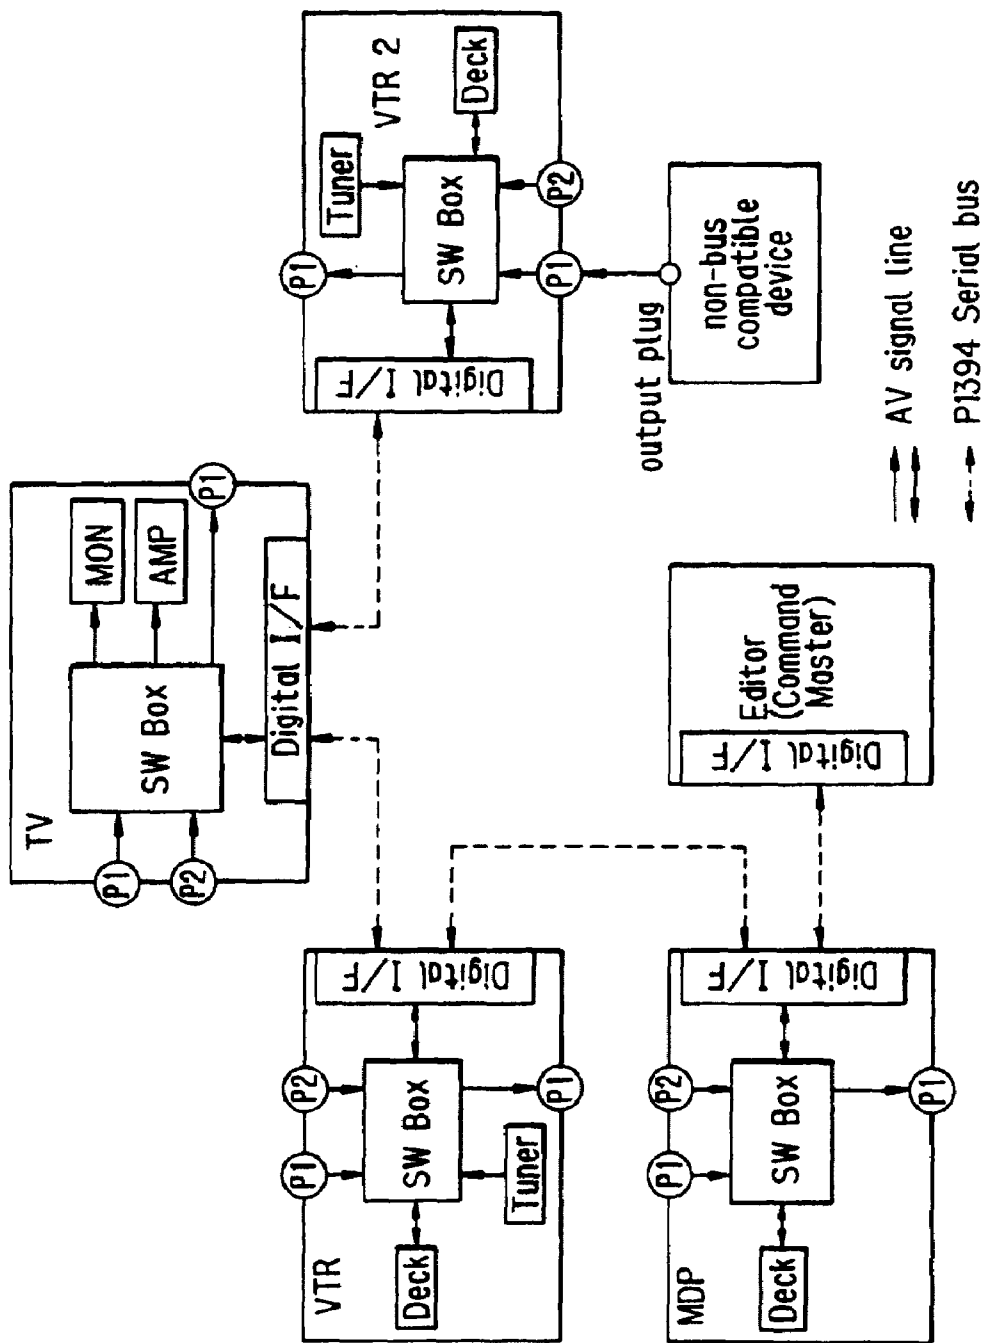 TV
P1
P2
SW Box
MON
AMP
P1
Digital I/F
VTR
P1
P2
Deck
SW Box
Tuner
Digital I/F
P1
VTR 2
P1
Tuner
Digital I/F
SW Box
Deck
P1
P2
MDP
P1
P2
Deck
SW Box
Digital I/F
P1
Editor
(Command
Master)
Digital I/F
output plug
non-bus
compatible
device
AV signal line
P1394 Serial bus